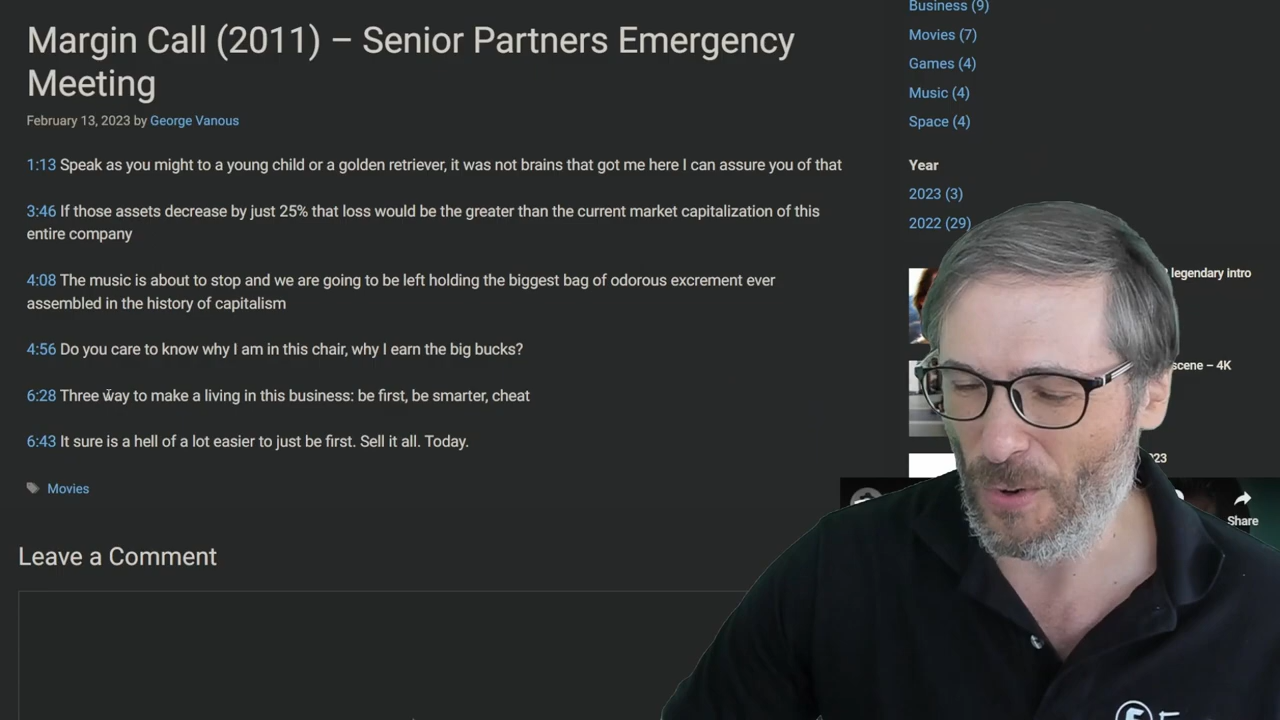 Margin Call (2011) – Senior Partners Emergency
Meeting
February 13, 2023 by George Vanous
1:13 Speak as you might to a young child or a golden retriever, it was not brains that got me here I can assure you of that
3:46 If those assets decrease by just 25% that loss would be the greater than the current market capitalization of this
entire company
4:08 The music is about to stop and we are going to be left holding the biggest bag of odorous excrement ever
assembled in the history of capitalism
4:56 Do you care to know why I am in this chair, why I earn the big bucks?
6:28 Three way to make a living in this business: be first, be smarter, cheat
6:43 It sure is a hell of a lot easier to just be first. Sell it all. Today.
Movies
Leave a Comment
Business (9)
Movies (7)
Games (4)
Music (4)
Space (4)
Year
2023 (3)
2022 (29)
legendary intro
scene – 4K
23
Share